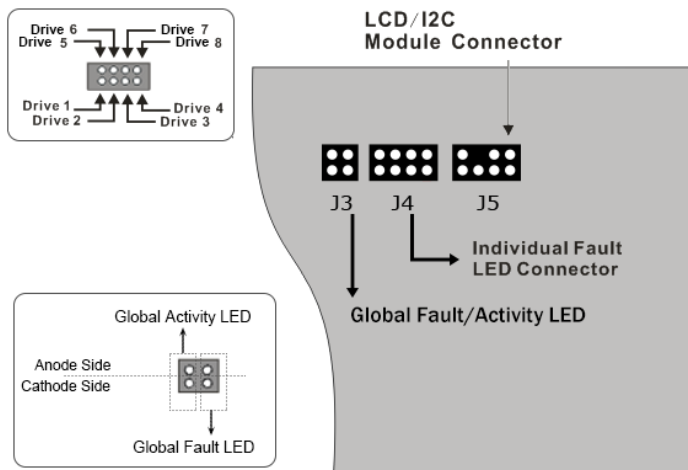 Drive 6
Drive 7
Drive 5
Drive 8
Drive 1
Drive 4
Drive 2
Drive 3
LCD/I2C
Module Connector
J3
J4
J5
Individual Fault
LED Connector
Global Fault/Activity LED
Global Activity LED
Anode Side
Cathode Side
Global Fault LED